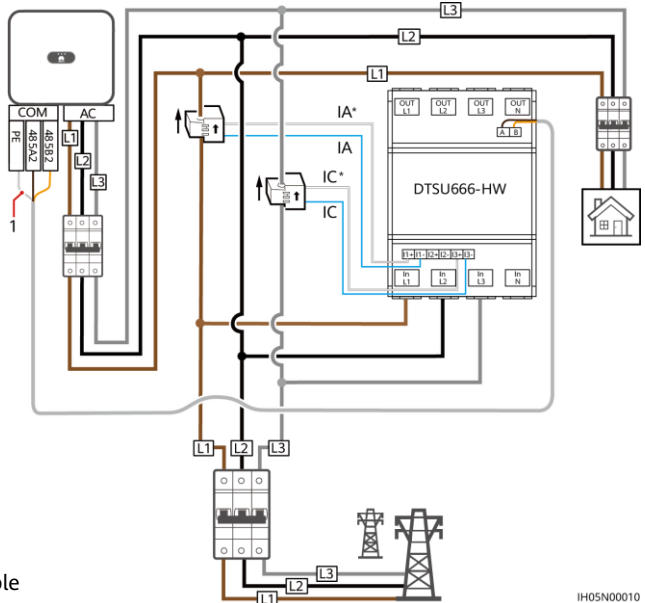 L3
L2
L1
COM
AC
PE
485A2
485B2
L1
L2
L3
1
OUT
L1
OUT
L2
OUT
L3
OUT
N
A
B
IA*
IA
IC*
IC
DTSU666-HW
I1+ I1- I2+ I2- I3+ I3-
In
L1
In
L2
In
L3
In
N
L1
L2
L3
L3
L2
L1
ple
IH05N00010